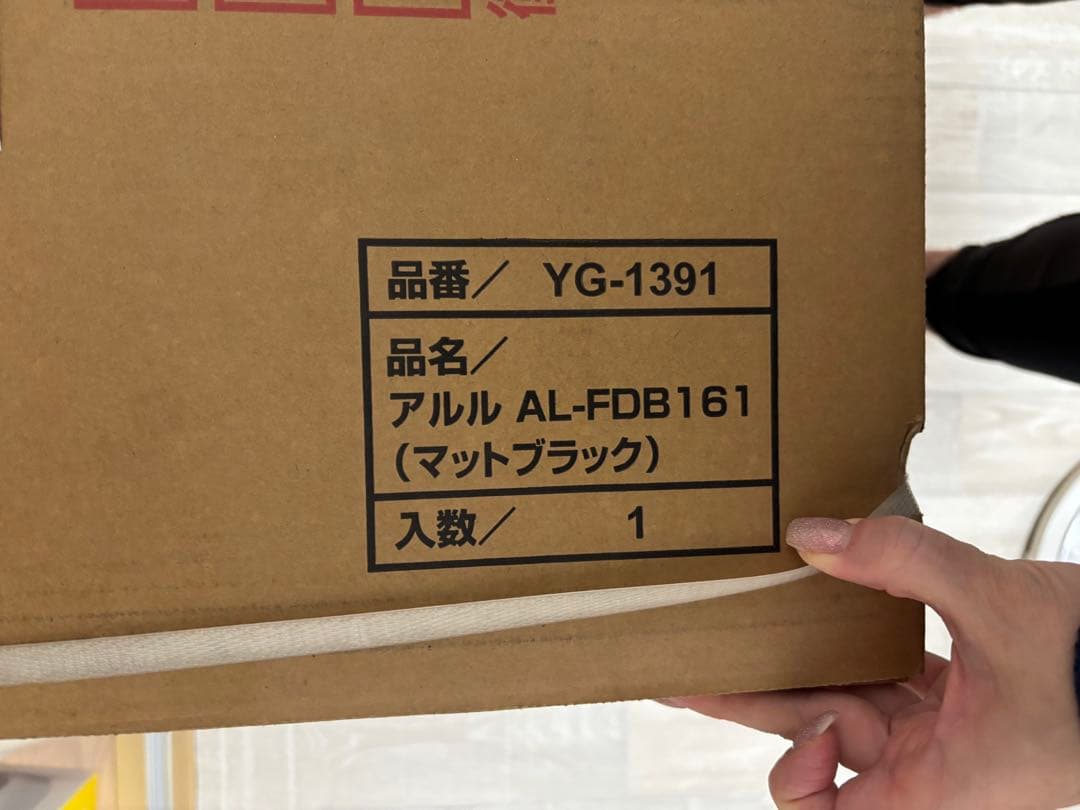 品番／ YG-1391
品名／
アルル AL-FDB161
（マットブラック）
入数／ 1